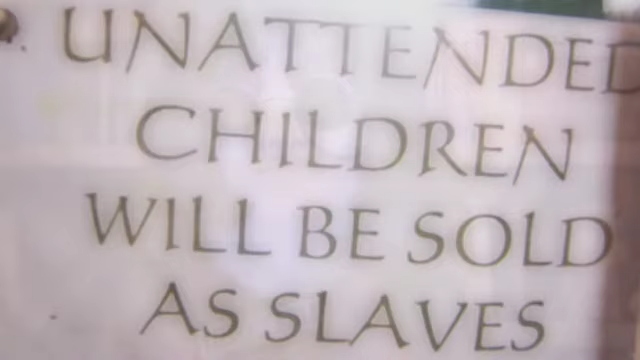 UNATTENDED
CHILDREN
WILL BE SOLD
AS SLAVES